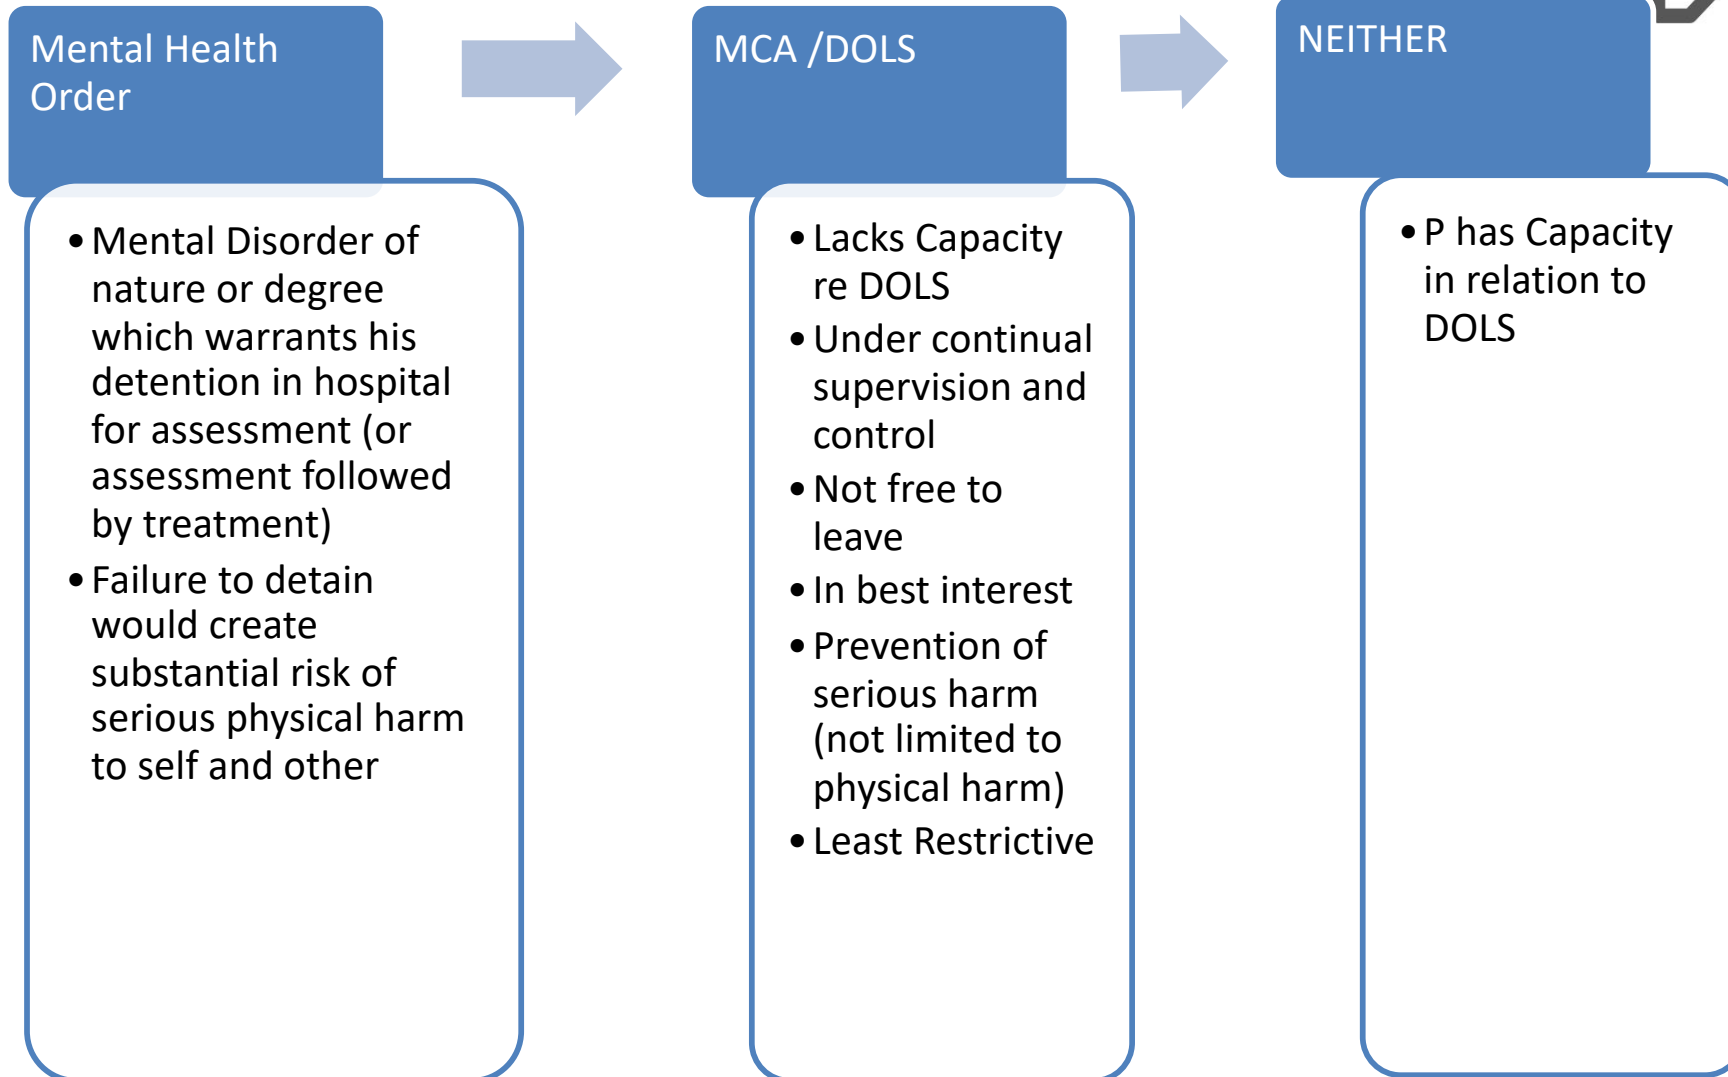 Mental Health
Order
• Mental Disorder of
nature or degree
which warrants his
detention in hospital
for assessment (or
assessment followed
by treatment)
• Failure to detain
would create
substantial risk of
serious physical harm
to self and other
MCA /DOLS
• Lacks Capacity
re DOLS
• Under continual
supervision and
control
• Not free to
leave
• In best interest
• Prevention of
serious harm
(not limited to
physical harm)
• Least Restrictive
NEITHER
• P has Capacity
in relation to
DOLS